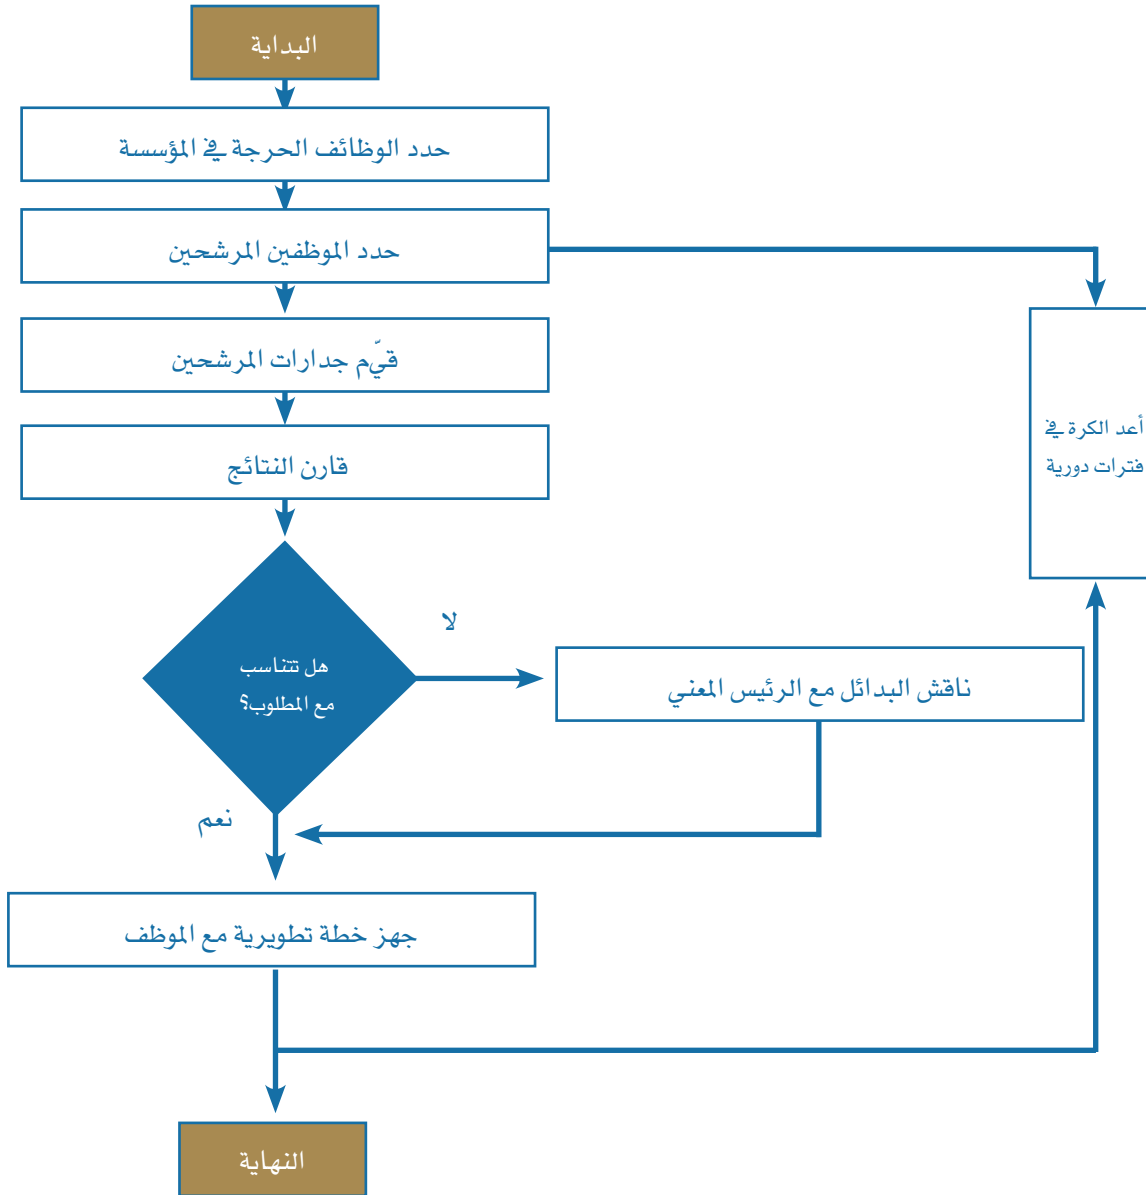 البداية
حدد الوظائف الحرجة في المؤسسة
حدد الموظفين المرشحين
قيّم جدارات المرشحين
قارن النتائج
أعد الكرة في
فترات دورية
هل تتناسب
مع المطلوب؟
لا
ناقش البدائل مع الرئيس المعني
نعم
جهز خطة تطويرية مع الموظف
النهاية